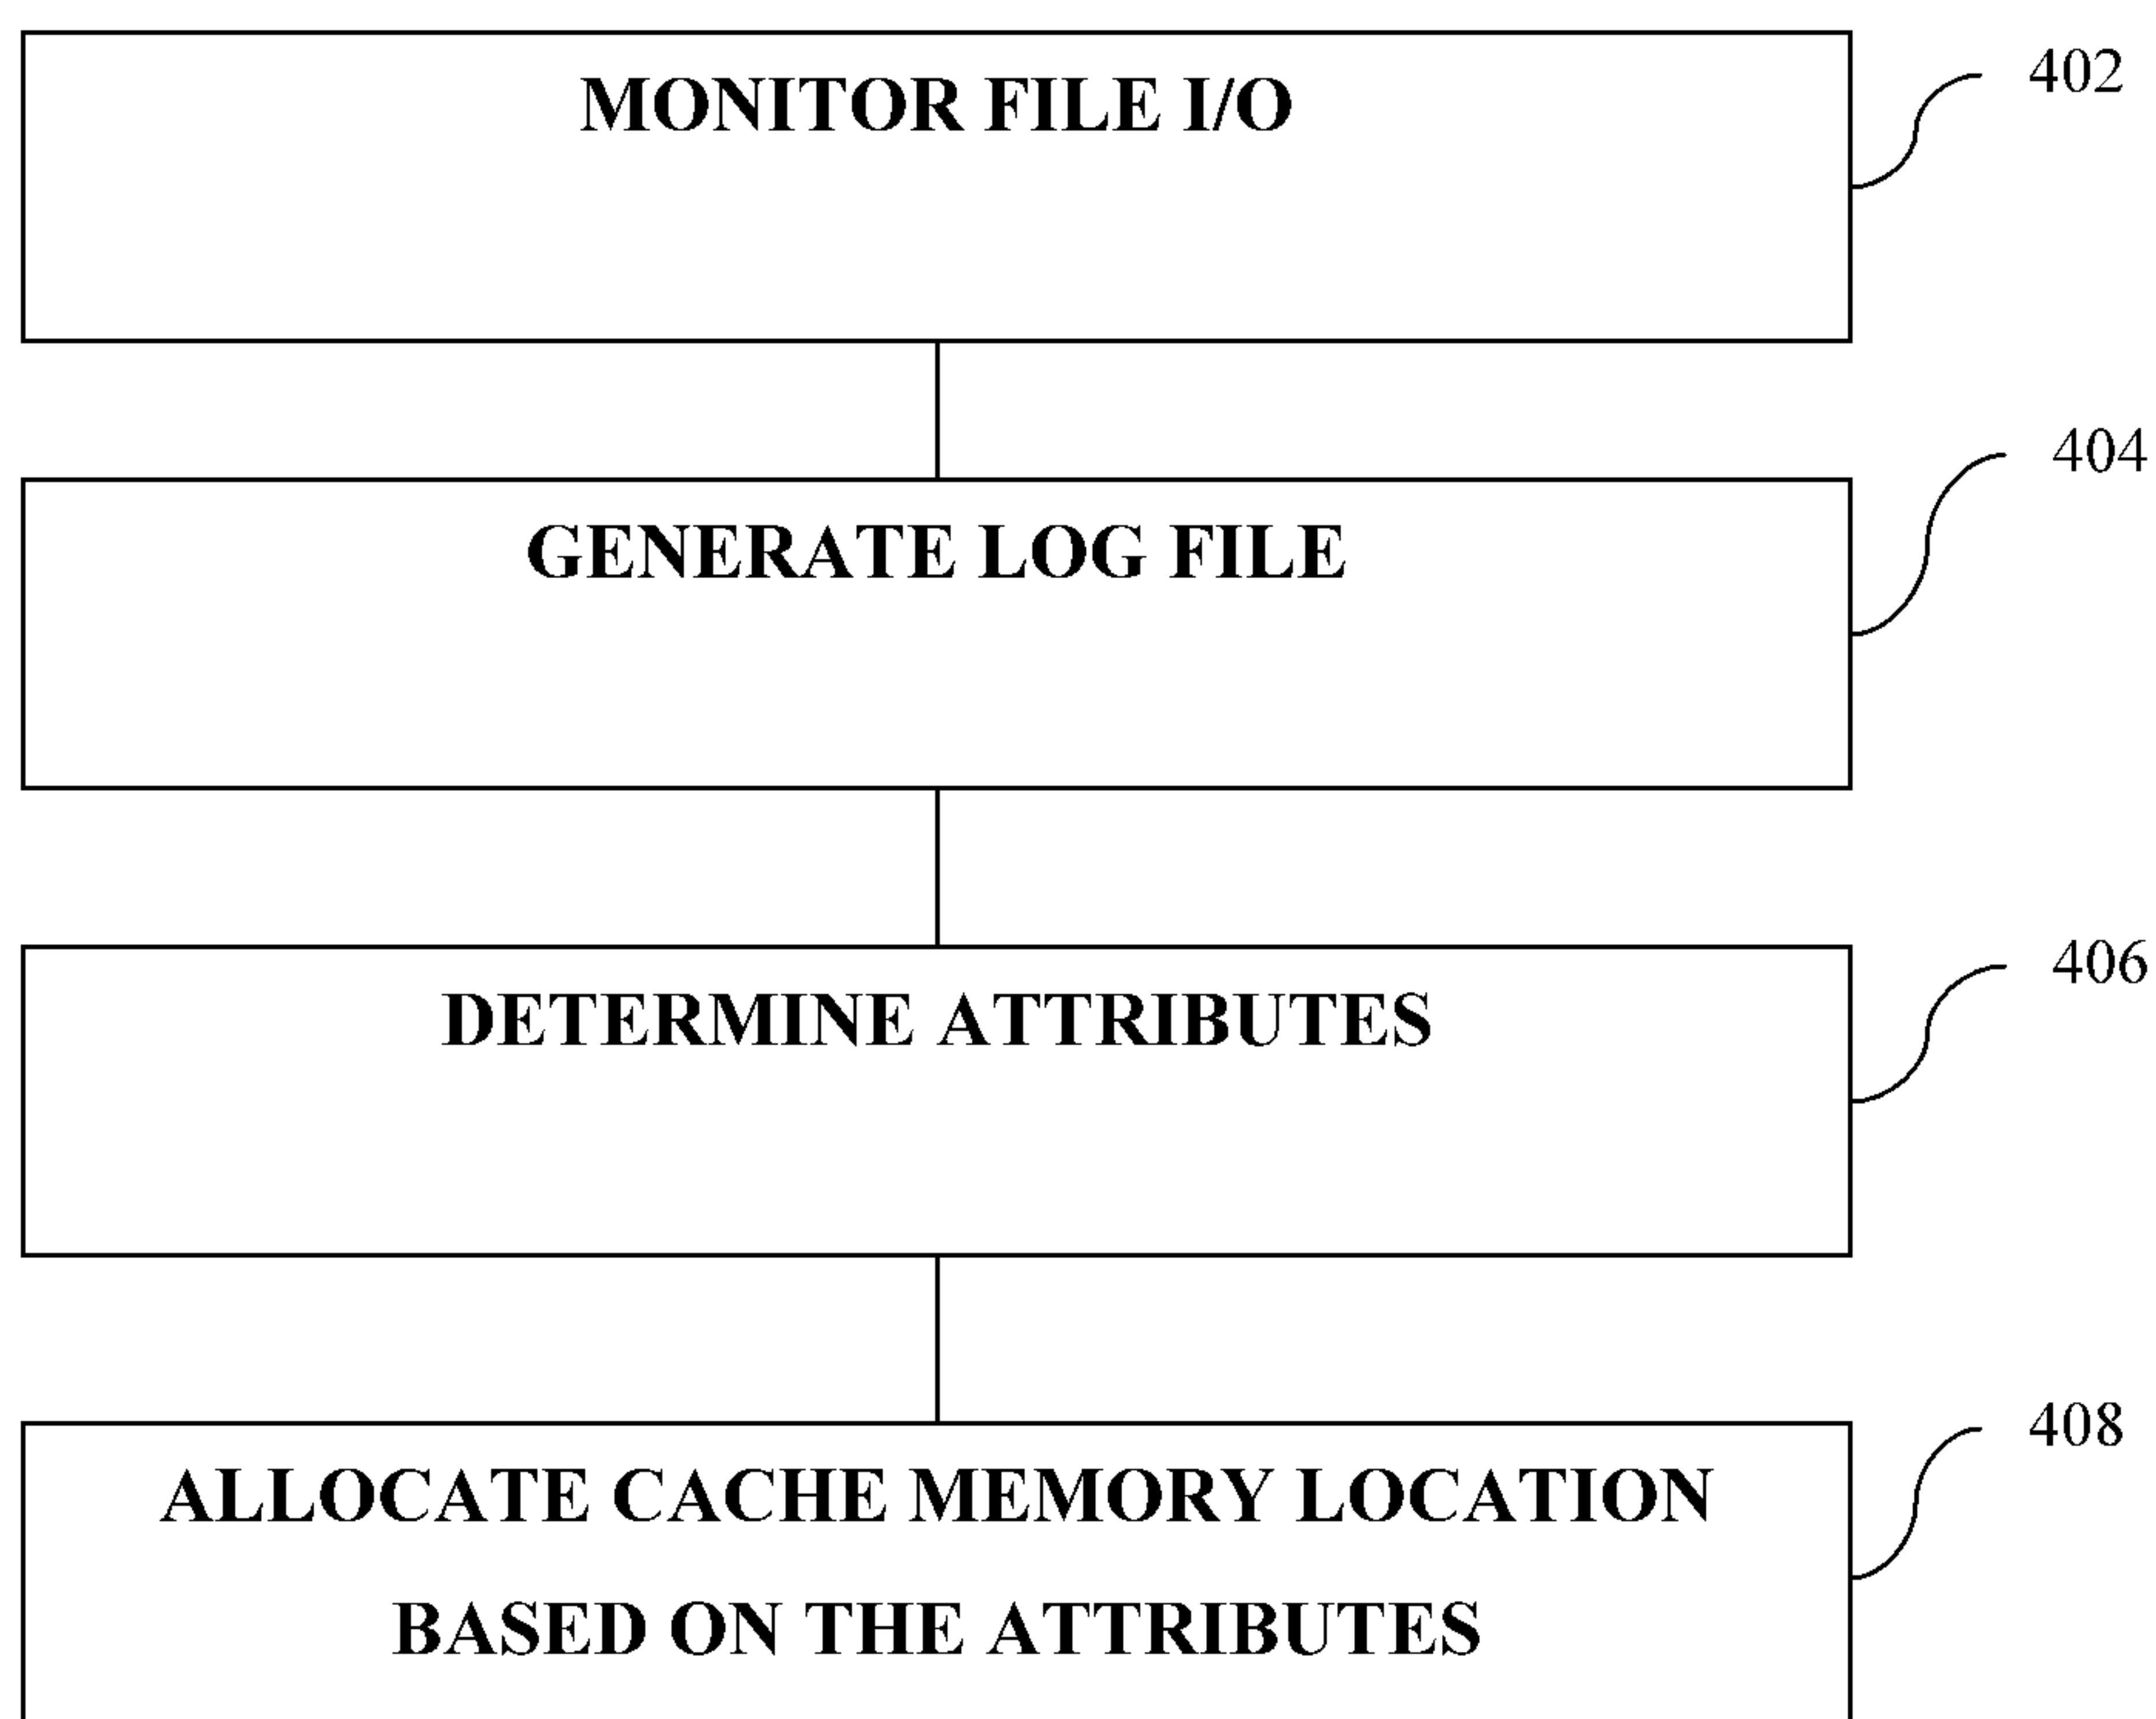 MONITOR FILE I/O
402
GENERATE LOG FILE
404
DETERMINE ATTRIBUTES
406
ALLOCATE CACHE MEMORY LOCATION
BASED ON THE ATTRIBUTES
408